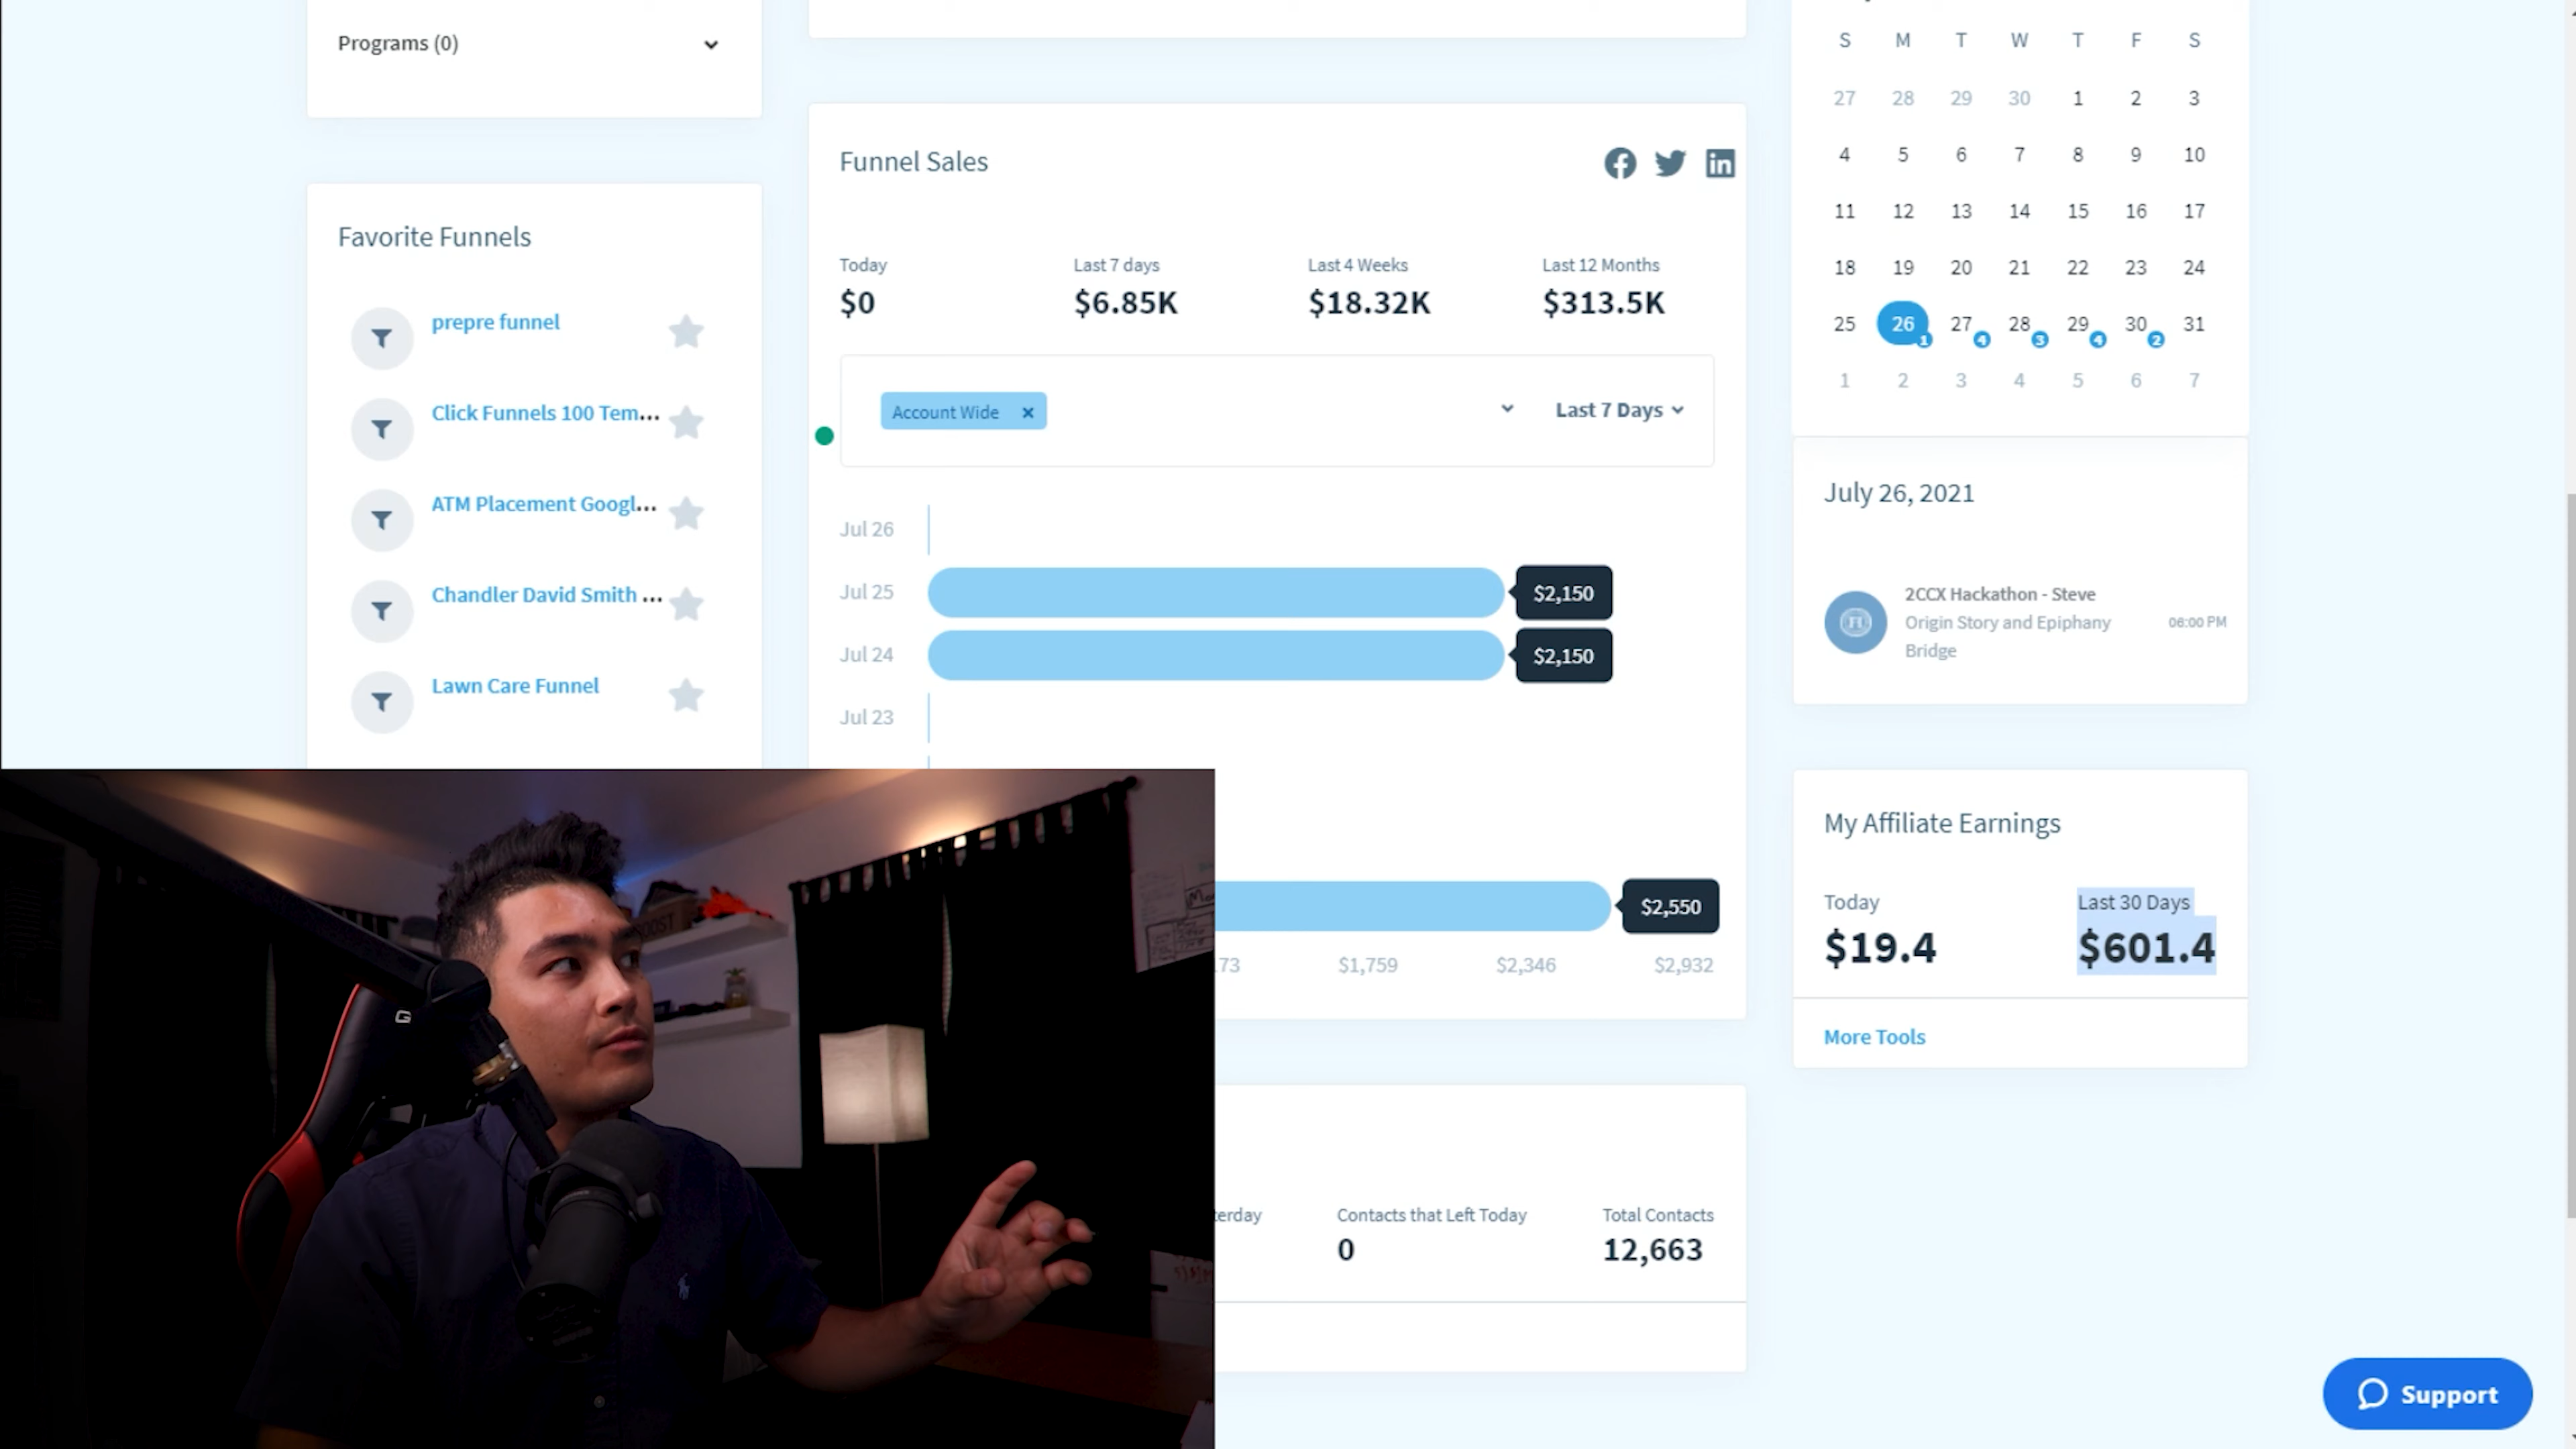 Programs (0)
Favorite Funnels
prepre funnel
Click Funnels 100 Tem...
ATM Placement Googl...
Chandler David Smith ...
Lawn Care Funnel
Funnel Sales
Today
$0
Last 7 days
$6.85K
Last 4 Weeks
$18.32K
Last 12 Months
$313.5K
Account Wide ×
Last 7 Days
Jul 26
Jul 25 $2,150
Jul 24 $2,150
Jul 23
$2,550
$1,759 $2,346 $2,932
terday
Contacts that Left Today
0
Total Contacts
12,663
S M T W T F S
27 28 29 30 1 2 3
4 5 6 7 8 9 10
11 12 13 14 15 16 17
18 19 20 21 22 23 24
25 26 1 27 4 28 3 29 4 30 2 31
1 2 3 4 5 6 7
July 26, 2021
2CCX Hackathon - Steve
Origin Story and Epiphany
Bridge
06:00 PM
My Affiliate Earnings
Today
$19.4
Last 30 Days
$601.4
More Tools
Support